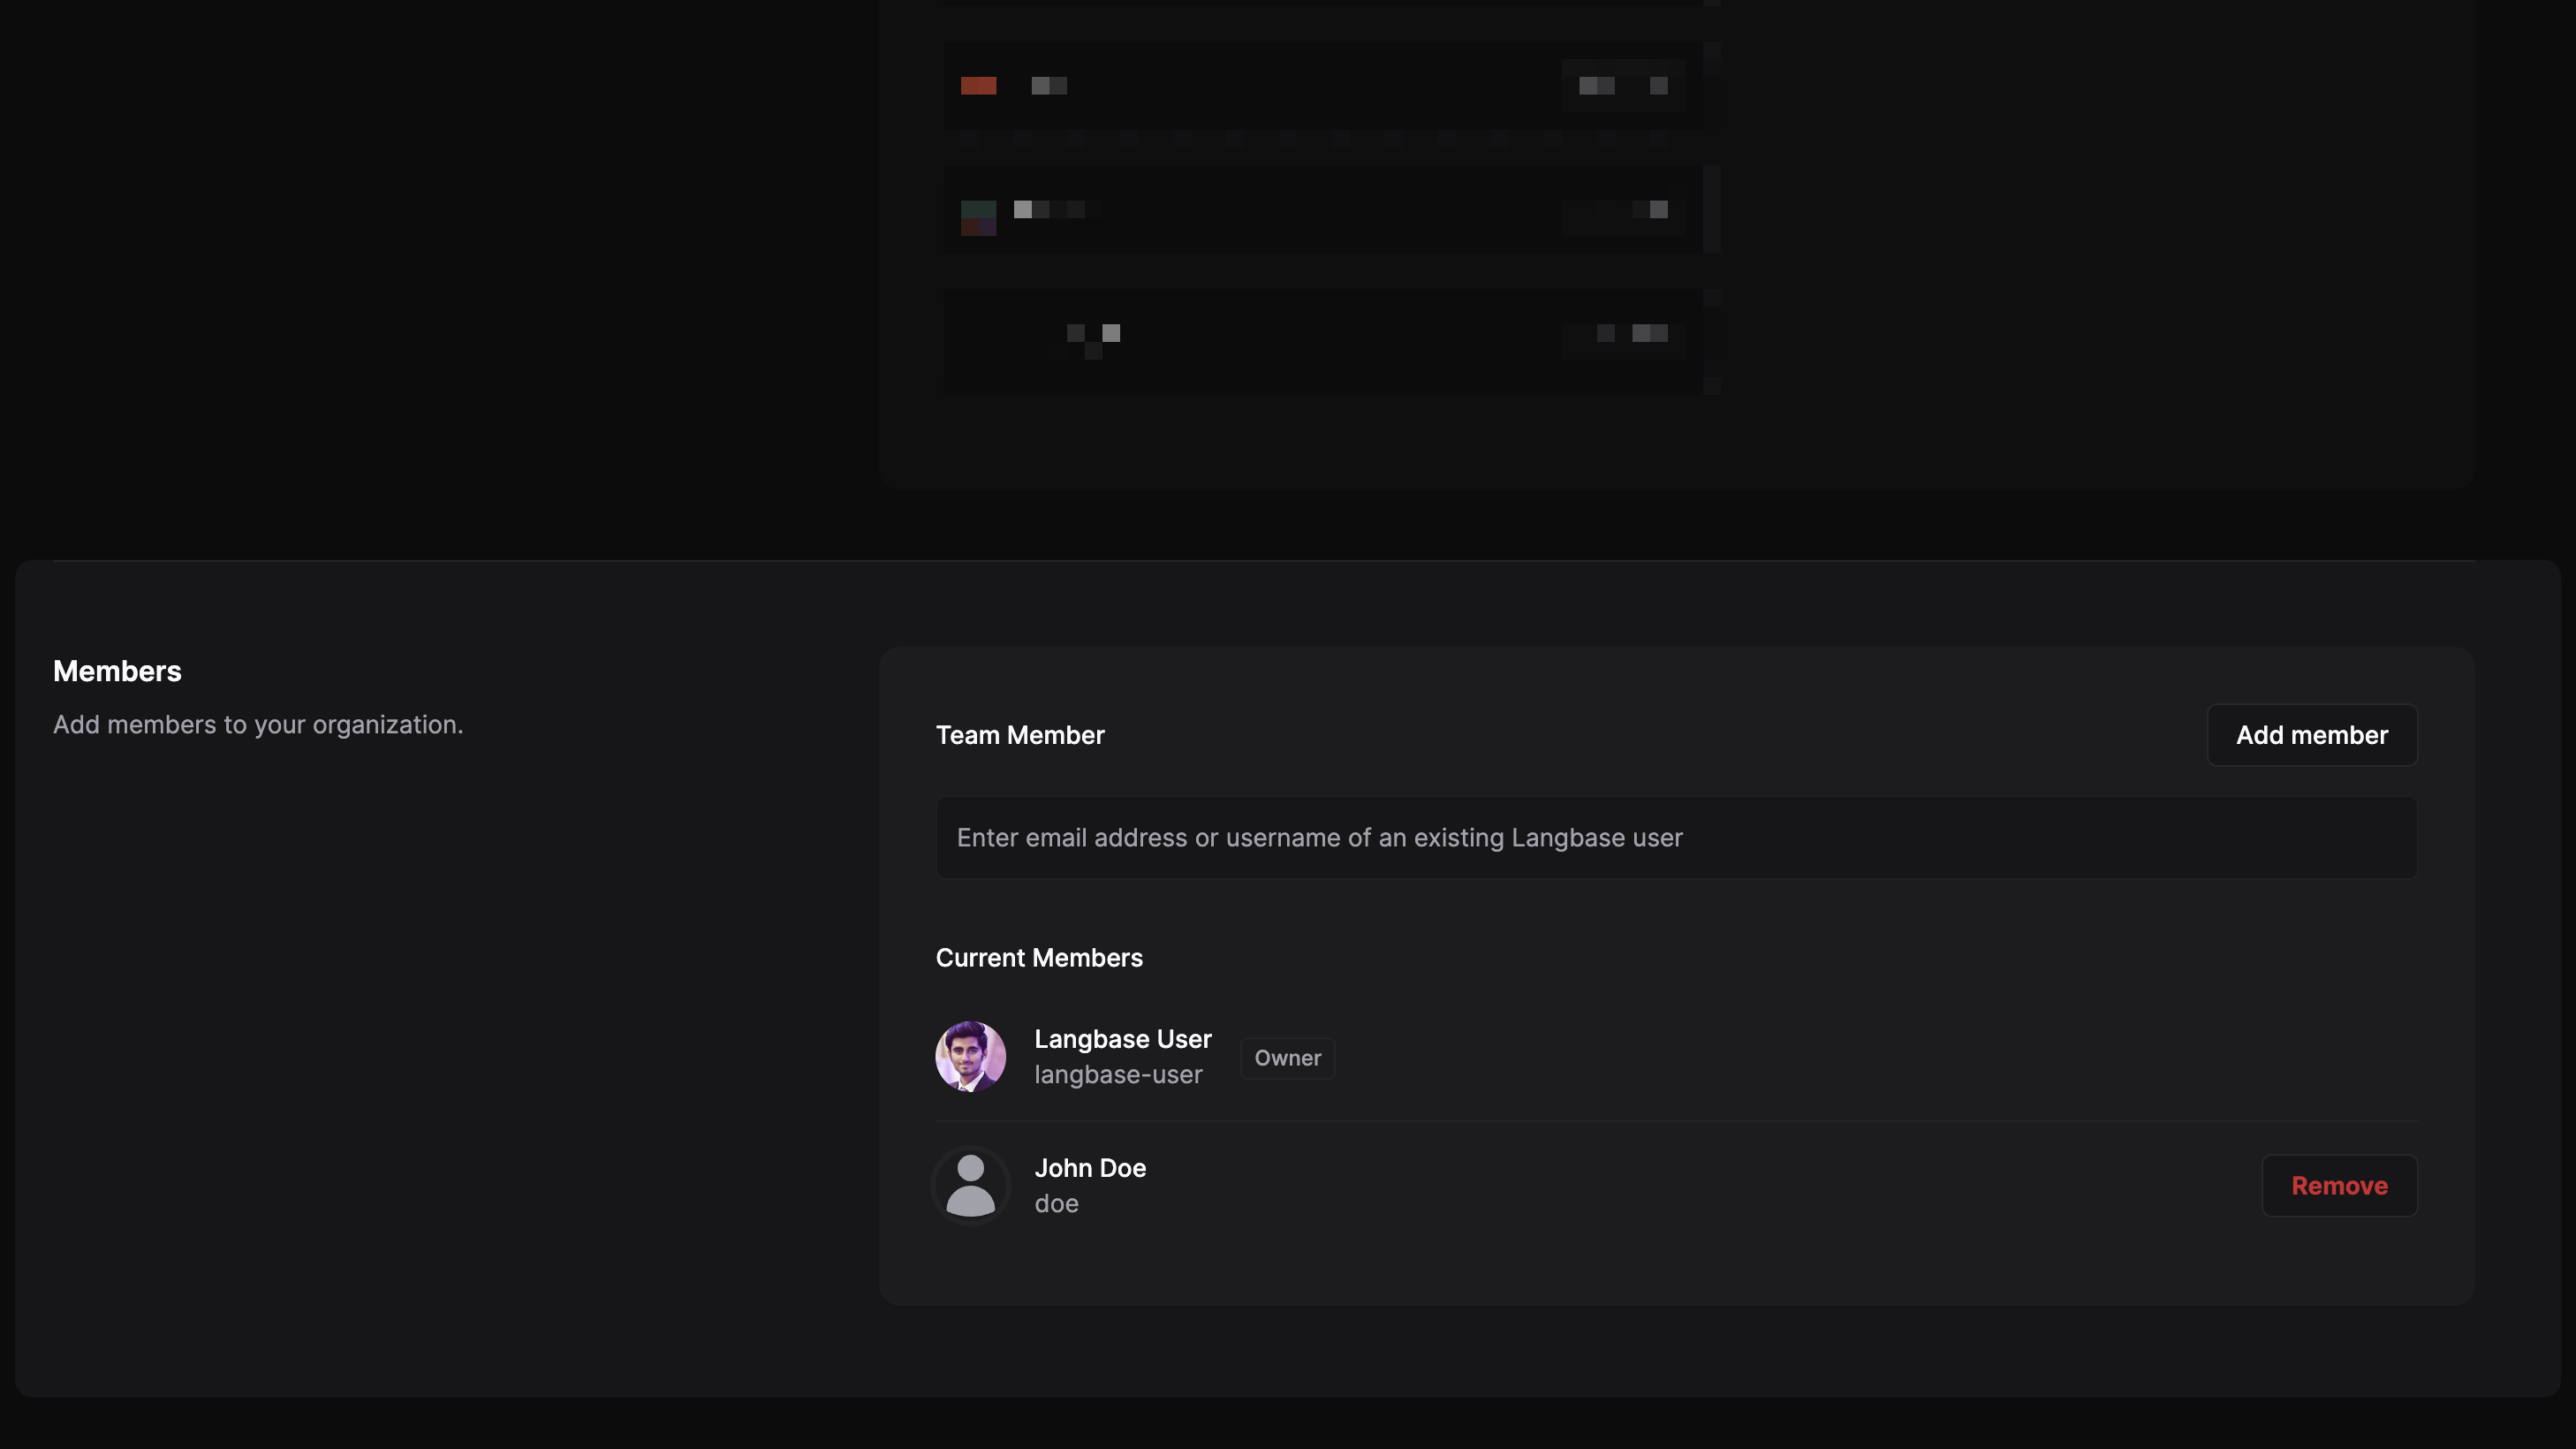 Members
Add members to your organization.
Team Member
Add member
Enter email address or username of an existing Langbase user
Current Members
Langbase User
langbase-user
Owner
John Doe
doe
Remove